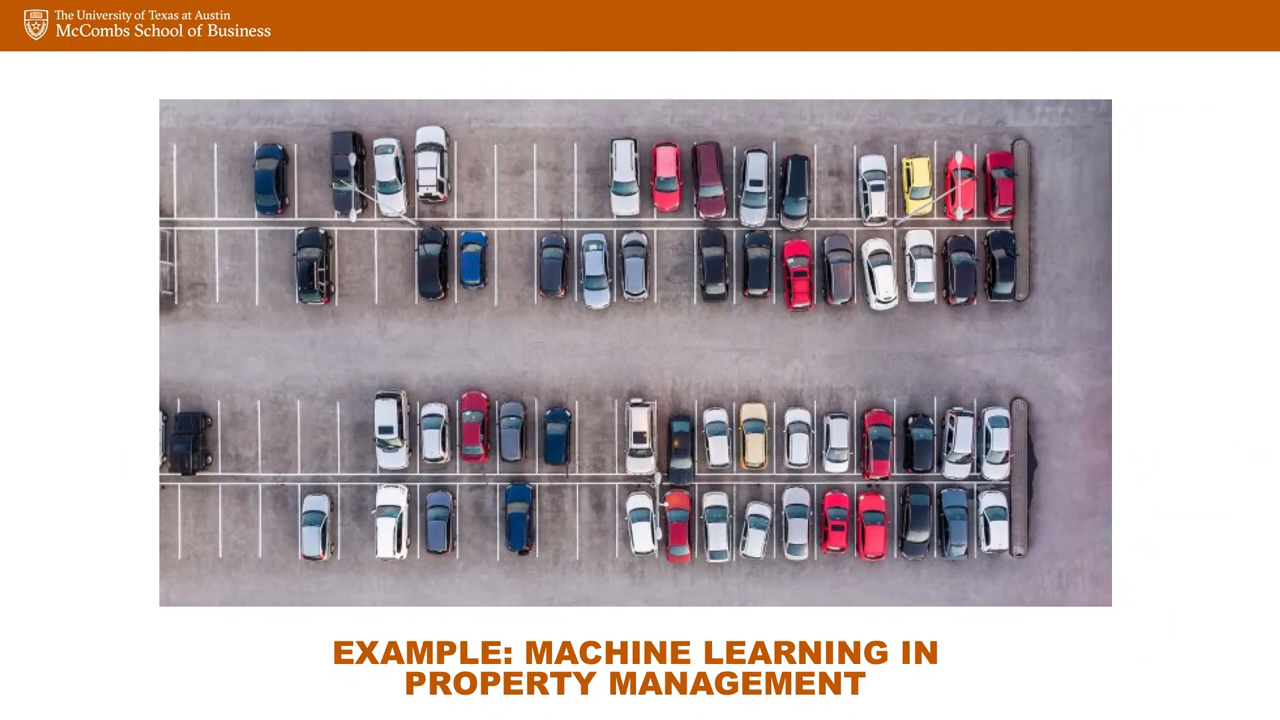 The University of Texas at Austin
McCombs School of Business
EXAMPLE: MACHINE LEARNING IN
PROPERTY MANAGEMENT